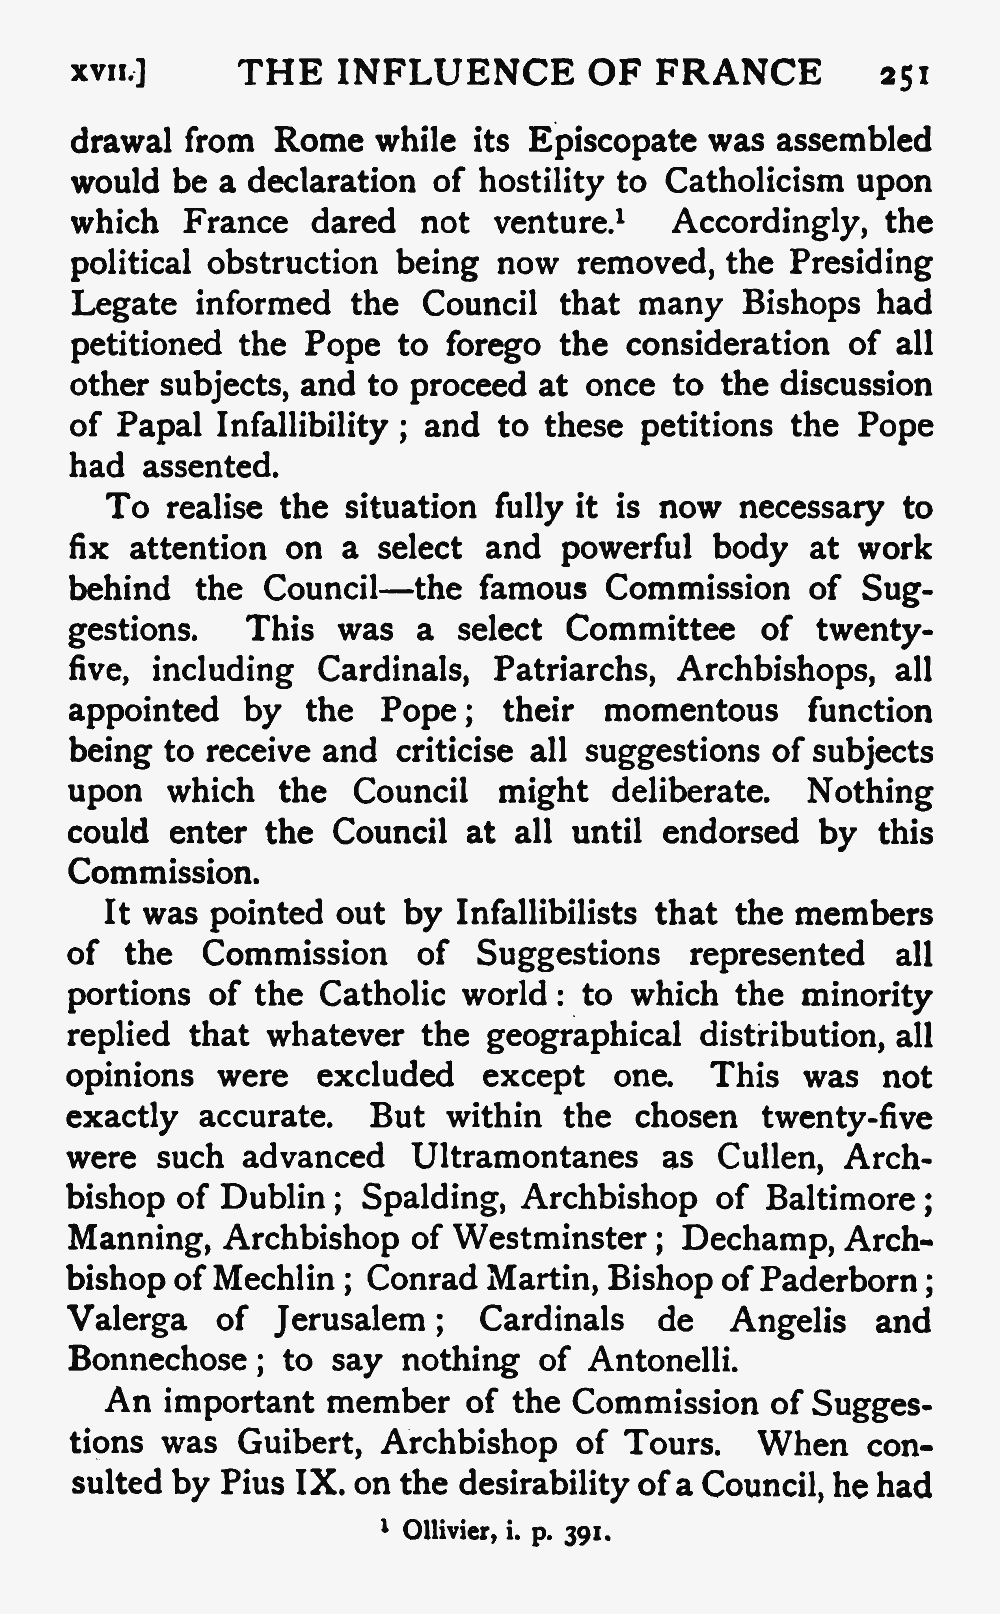 XVII.] THE INFLUENCE OF FRANCE 251
drawal from Rome while its Episcopate was assembled
would be a declaration of hostility to Catholicism upon
which France dared not venture.¹ Accordingly, the
political obstruction being now removed, the Presiding
Legate informed the Council that many Bishops had
petitioned the Pope to forego the consideration of all
other subjects, and to proceed at once to the discussion
of Papal Infallibility ; and to these petitions the Pope
had assented.
To realise the situation fully it is now necessary to
fix attention on a select and powerful body at work
behind the Council—the famous Commission of Sug-
gestions. This was a select Committee of twenty-
five, including Cardinals, Patriarchs, Archbishops, all
appointed by the Pope ; their momentous function
being to receive and criticise all suggestions of subjects
upon which the Council might deliberate. Nothing
could enter the Council at all until endorsed by this
Commission.
It was pointed out by Infallibilists that the members
of the Commission of Suggestions represented all
portions of the Catholic world : to which the minority
replied that whatever the geographical distribution, all
opinions were excluded except one. This was not
exactly accurate. But within the chosen twenty-five
were such advanced Ultramontanes as Cullen, Arch-
bishop of Dublin ; Spalding, Archbishop of Baltimore ;
Manning, Archbishop of Westminster ; Dechamp, Arch-
bishop of Mechlin ; Conrad Martin, Bishop of Paderborn ;
Valerga of Jerusalem ; Cardinals de Angelis and
Bonnechose ; to say nothing of Antonelli.
An important member of the Commission of Sugges-
tions was Guibert, Archbishop of Tours. When con-
sulted by Pius IX. on the desirability of a Council, he had
¹ Ollivier, i. p. 391.